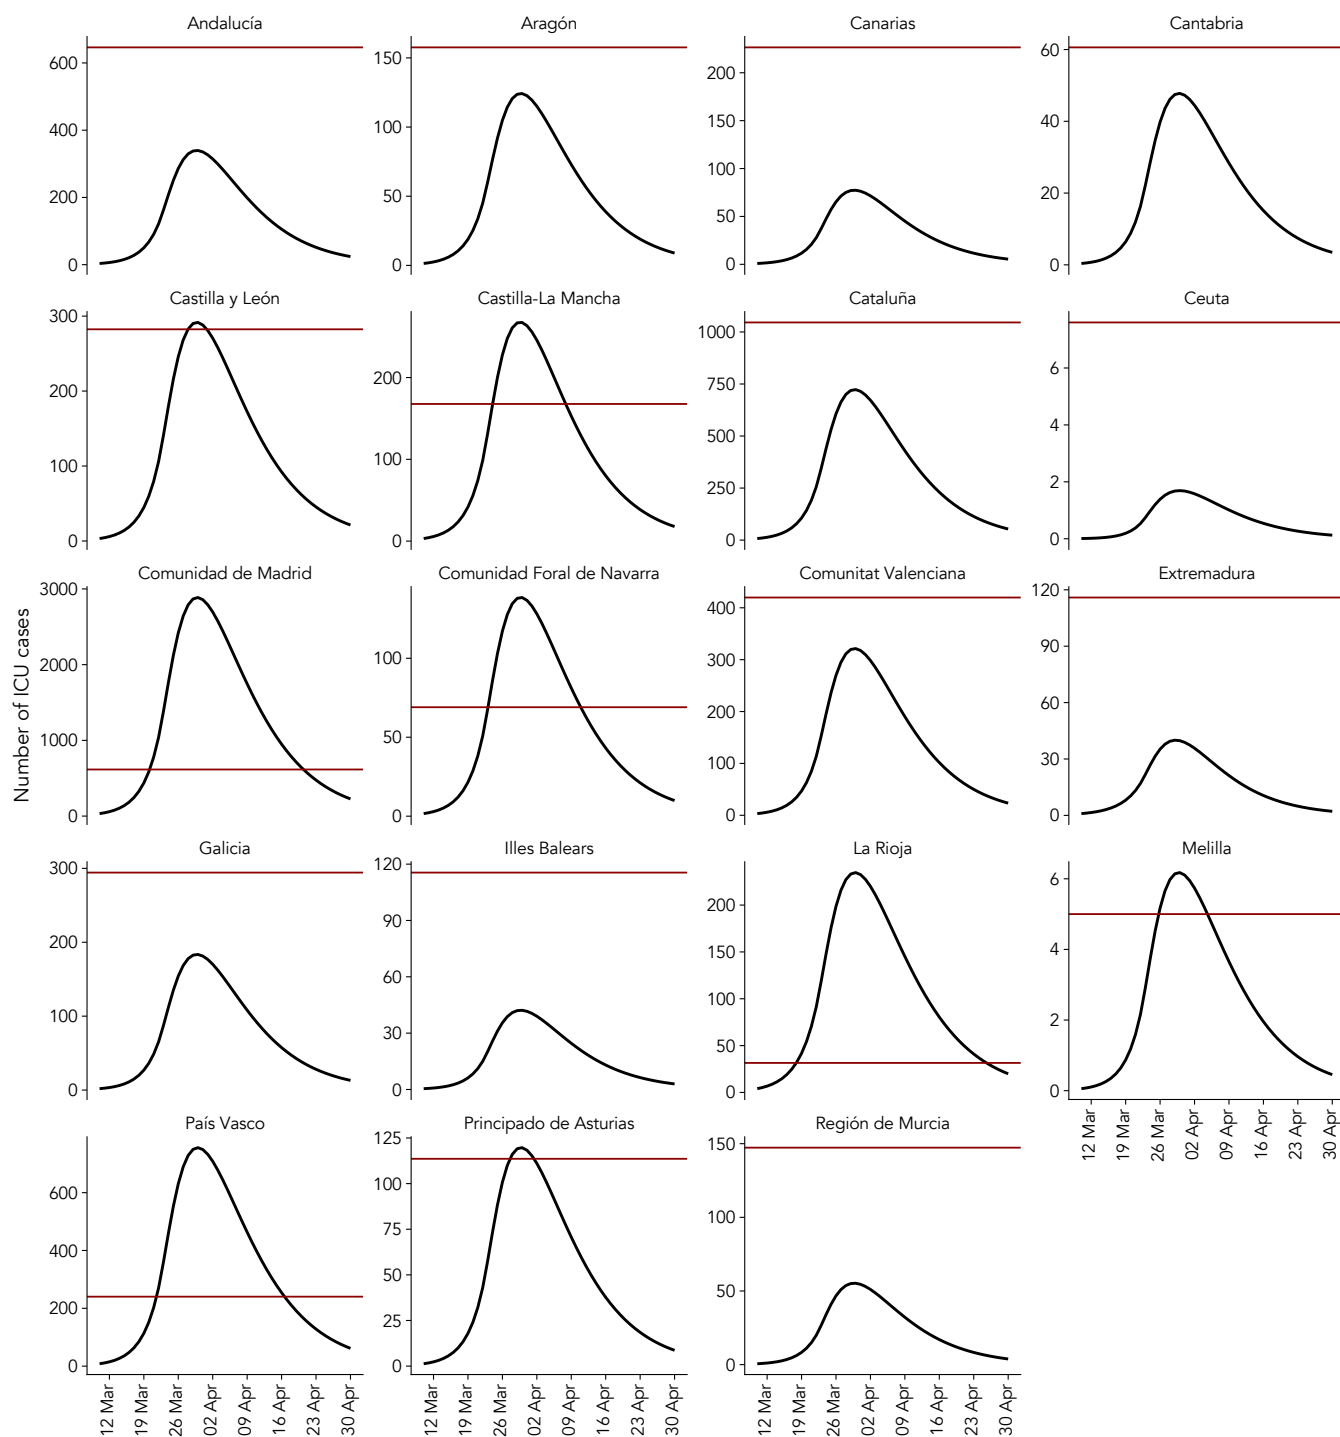 Number of ICU cases
Andalucía
600
400
200
0
Aragón
150
100
50
0
Canarias
200
150
100
50
0
Cantabria
60
40
20
0
Castilla y León
300
200
100
0
Castilla-La Mancha
200
100
0
Cataluña
1000
750
500
250
0
Ceuta
6
4
2
0
Comunidad de Madrid
3000
2000
1000
0
Comunidad Foral de Navarra
100
50
0
Comunitat Valenciana
400
300
200
100
0
Extremadura
120
90
60
30
0
Galicia
300
200
100
0
Illes Balears
120
90
60
30
0
La Rioja
200
150
100
50
0
Melilla
6
4
2
0
12 Mar
19 Mar
26 Mar
02 Apr
09 Apr
16 Apr
23 Apr
30 Apr
País Vasco
600
400
200
0
12 Mar
19 Mar
26 Mar
02 Apr
09 Apr
16 Apr
23 Apr
30 Apr
Principado de Asturias
125
100
75
50
25
0
12 Mar
19 Mar
26 Mar
02 Apr
09 Apr
16 Apr
23 Apr
30 Apr
Región de Murcia
150
100
50
0
12 Mar
19 Mar
26 Mar
02 Apr
09 Apr
16 Apr
23 Apr
30 Apr